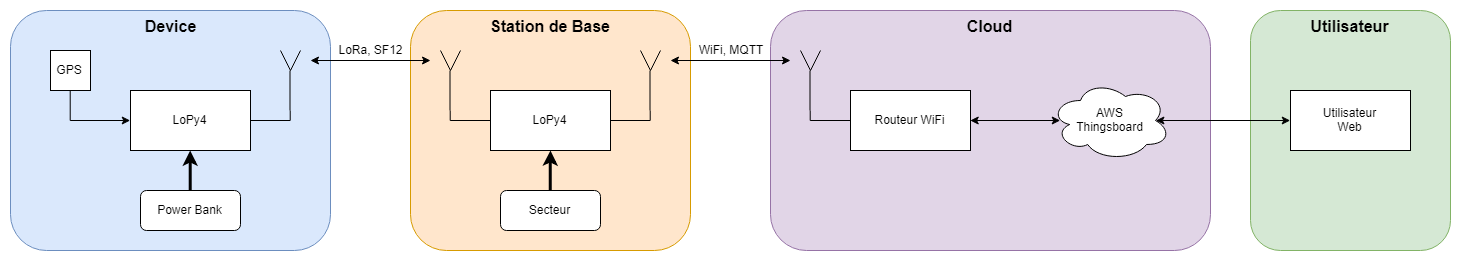 Device
GPS
LoPy4
Power Bank
LoRa, SF12
Station de Base
LoPy4
Secteur
WiFi, MQTT
Cloud
Routeur WiFi
AWS
Thingsboard
Utilisateur
Utilisateur
Web